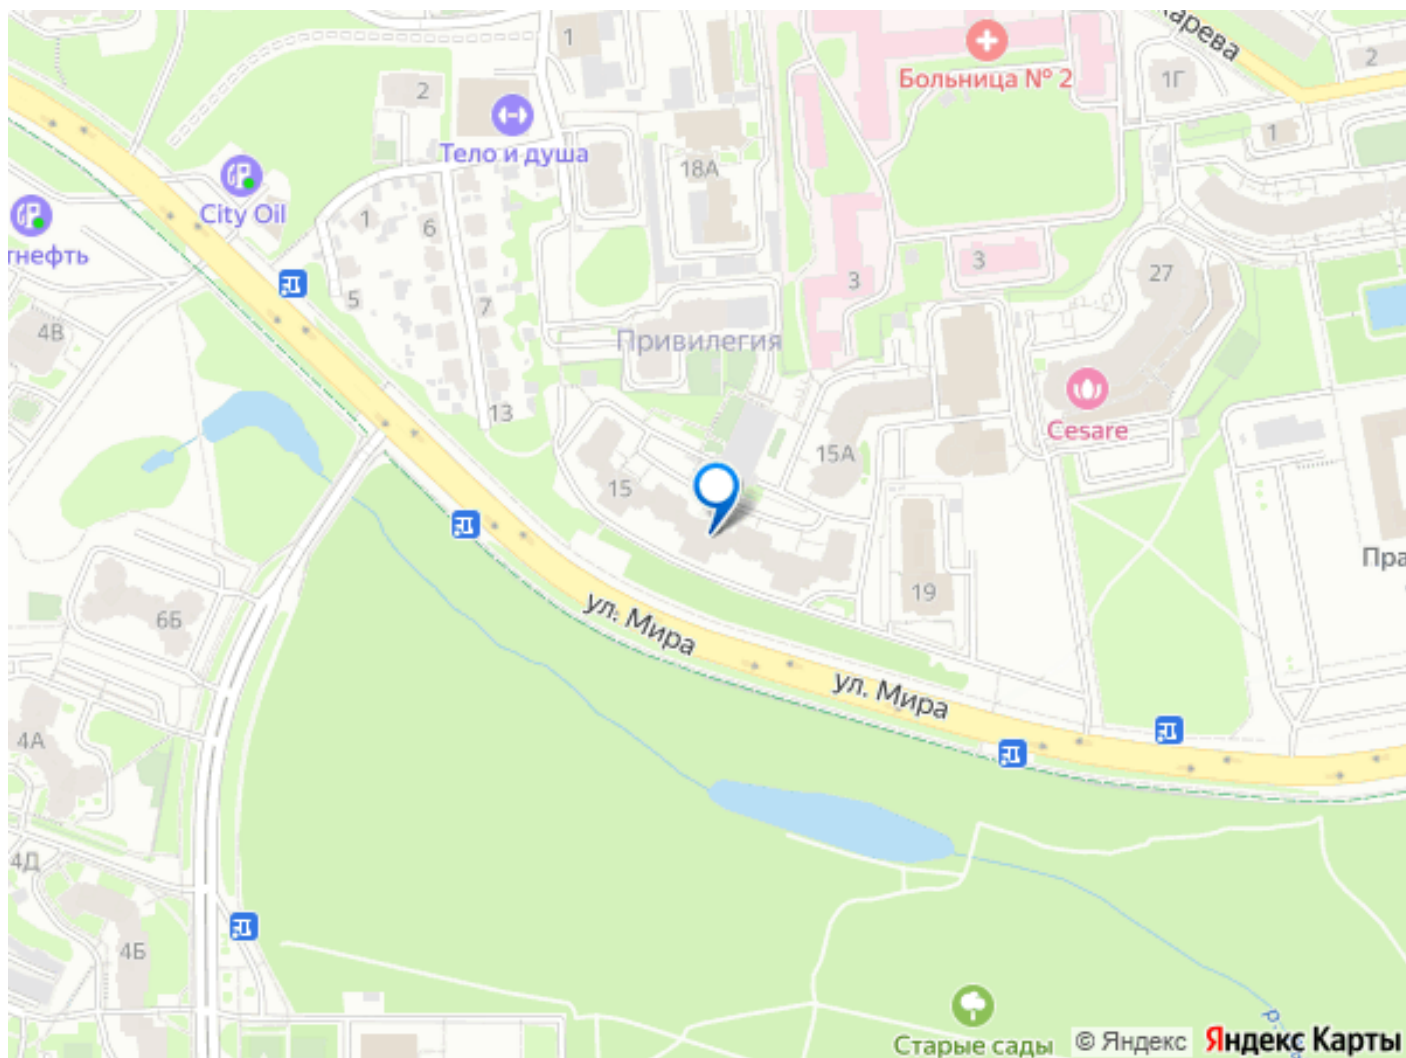 1
Больница № 2
2
1Г
2
Тело и душа
1
18А
City Oil
1
6
тнефть
3
3
27
5
7
4В
Привилегия
13
Cesare
15А
15
Пра
19
6Б
ул. Мира
ул. Мира
4А
4Д
4Б
Старые сады
© Яндекс
Яндекс Карты